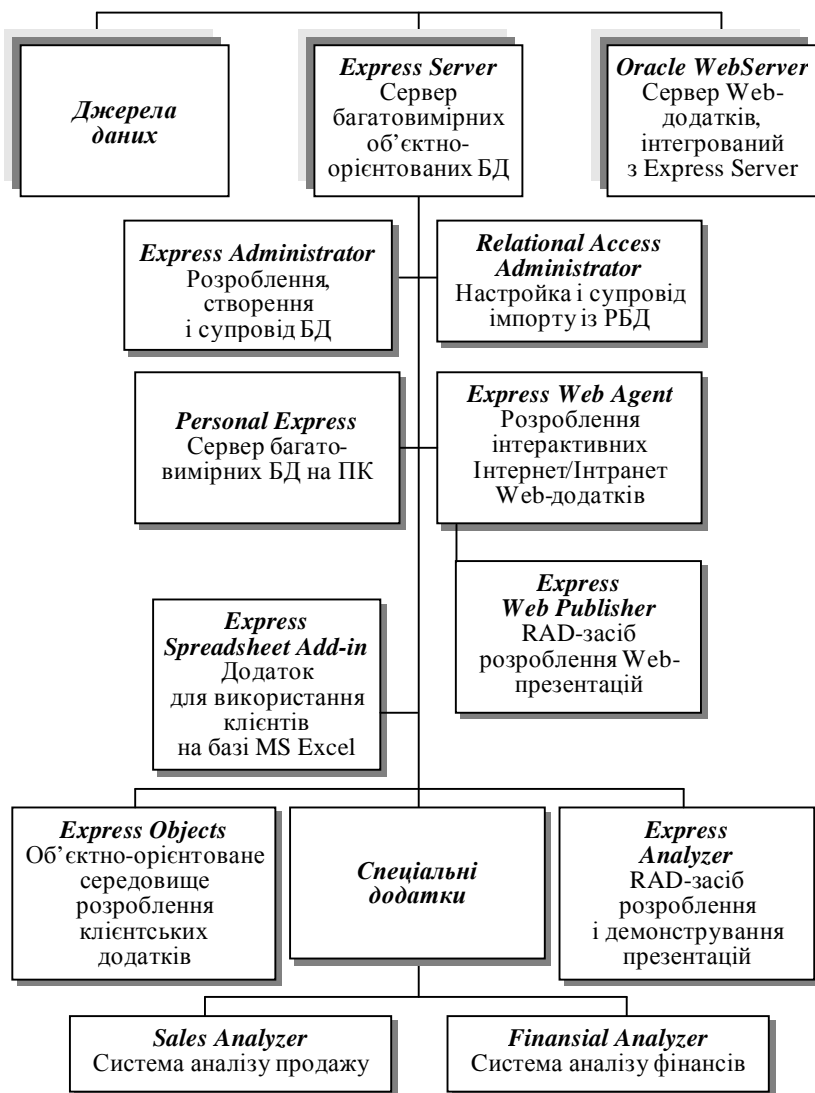 Джерела
даних
Express Server
Сервер
багатовимірних
об’єктно-
орієнтованих БД
Oracle WebServer
Сервер Web-
додатків,
інтегрований
з Express Server
Express Administrator
Розроблення,
створення
і супровід БД
Relational Access
Administrator
Настройка і супровід
імпорту із РБД
Personal Express
Сервер багато-
вимірних БД на ПК
Express Web Agent
Розроблення
інтерактивних
Інтернет/Інтранет
Web-додатків
Express
Web Publisher
RAD-засіб
розроблення Web-
презентацій
Express
Spreadsheet Add-in
Додаток
для використання
клієнтів
на базі MS Excel
Express Objects
Об’єктно-орієнтоване
середовище
розроблення
клієнтських
додатків
Спеціальні
додатки
Express
Analyzer
RAD-засіб
розроблення
і демонстрування
презентацій
Sales Analyzer
Система аналізу продажу
Finansial Analyzer
Система аналізу фінансів